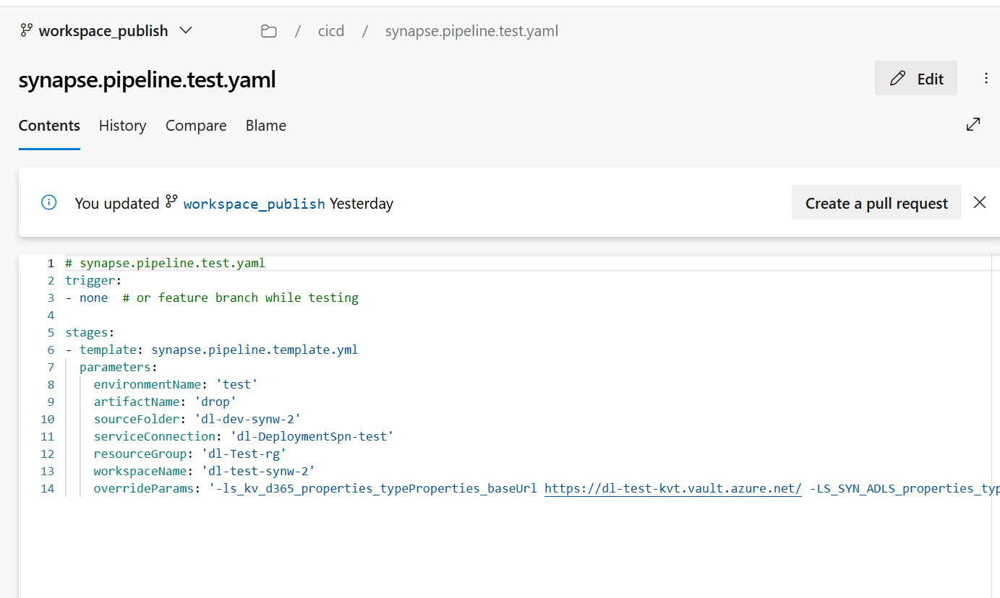 workspace_publish / cicd / synapse.pipeline.test.yaml
synapse.pipeline.test.yaml
Edit
Contents History Compare Blame
You updated workspace_publish Yesterday
Create a pull request
1 # synapse.pipeline.test.yaml
2 trigger:
3 - none  # or feature branch while testing
4
5 stages:
6 - template: synapse.pipeline.template.yml
7   parameters:
8     environmentName: 'test'
9     artifactName: 'drop'
10     sourceFolder: 'dl-dev-synw-2'
11     serviceConnection: 'dl-DeploymentSpn-test'
12     resourceGroup: 'dl-Test-rg'
13     workspaceName: 'dl-test-synw-2'
14     overrideParams: '-ls_kv_d365_properties_typeProperties_baseUrl https://dl-test-kvt.vault.azure.net/ -LS_SYN_ADLS_properties_typ